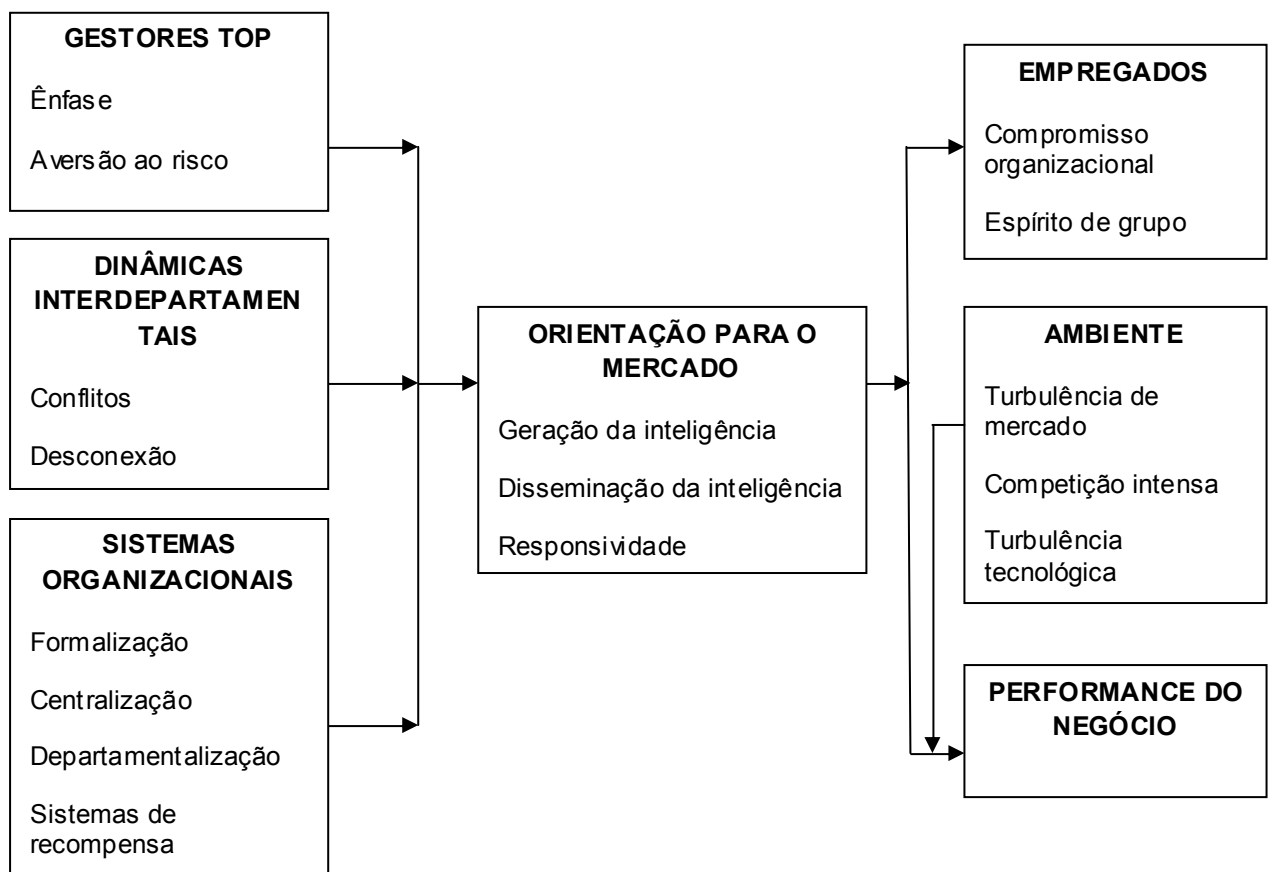 GESTORES TOP
Ênfase
Aversão ao risco
DINÂMICAS
INTERDEPARTAMEN
TAIS
Conflitos
Desconexão
SISTEMAS
ORGANIZACIONAIS
Formalização
Centralização
Departamentalização
Sistemas de
recompensa
ORIENTAÇÃO PARA O
MERCADO
Geração da inteligência
Disseminação da inteligência
Responsividade
EMPREGADOS
Compromisso
organizacional
Espírito de grupo
AMBIENTE
Turbulência de
mercado
Competição intensa
Turbulência
tecnológica
PERFORMANCE DO
NEGÓCIO